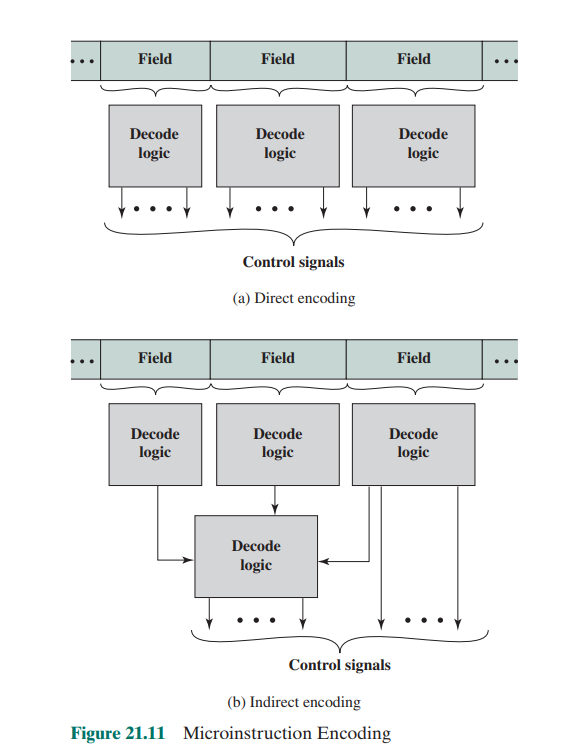 ... Field Field Field ...
Decode Decode Decode
logic logic logic
... ... ...
Control signals
(a) Direct encoding
... Field Field Field ...
Decode Decode Decode
logic logic logic
Decode
logic
... ...
Control signals
(b) Indirect encoding
Figure 21.11 Microinstruction Encoding